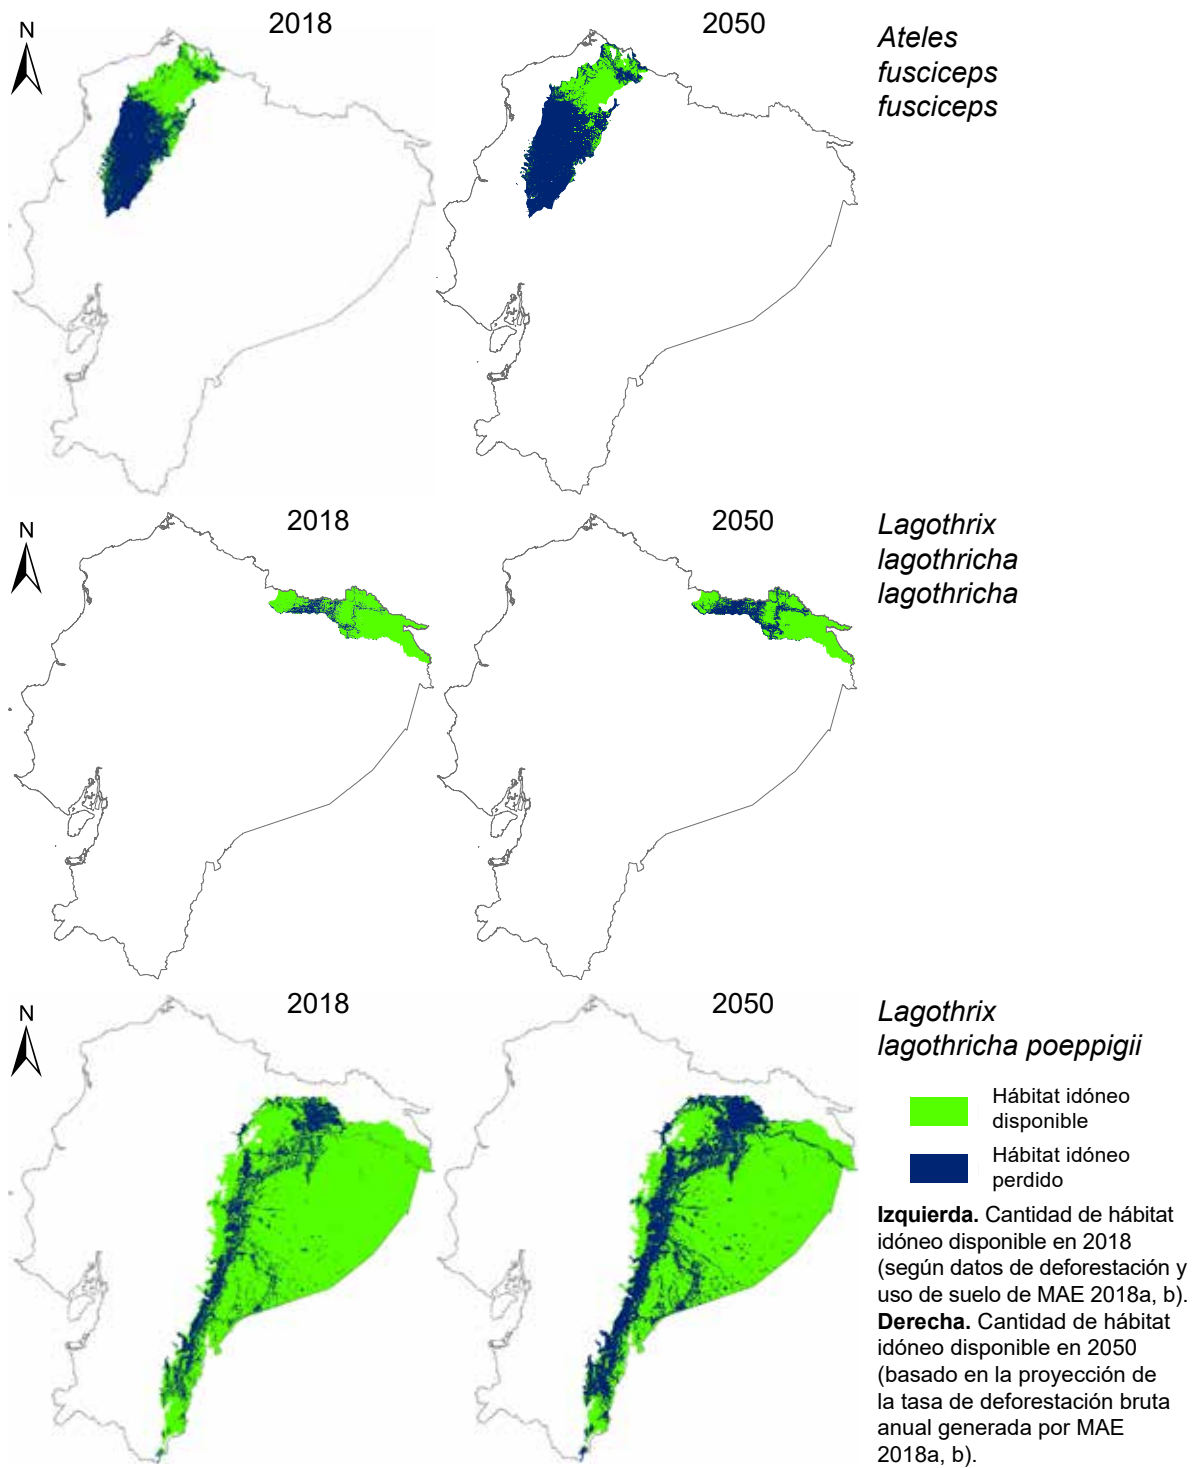 N
2018
2050
Ateles
fusciceps
fusciceps
N
2018
2050
Lagothrix
lagothricha
lagothricha
N
2018
2050
Lagothrix
lagothricha poeppigii
Hábitat idóneo
disponible
Hábitat idóneo
perdido
Izquierda. Cantidad de hábitat
idóneo disponible en 2018
(según datos de deforestación y
uso de suelo de MAE 2018a, b).
Derecha. Cantidad de hábitat
idóneo disponible en 2050
(basado en la proyección de
la tasa de deforestación bruta
anual generada por MAE
2018a, b).